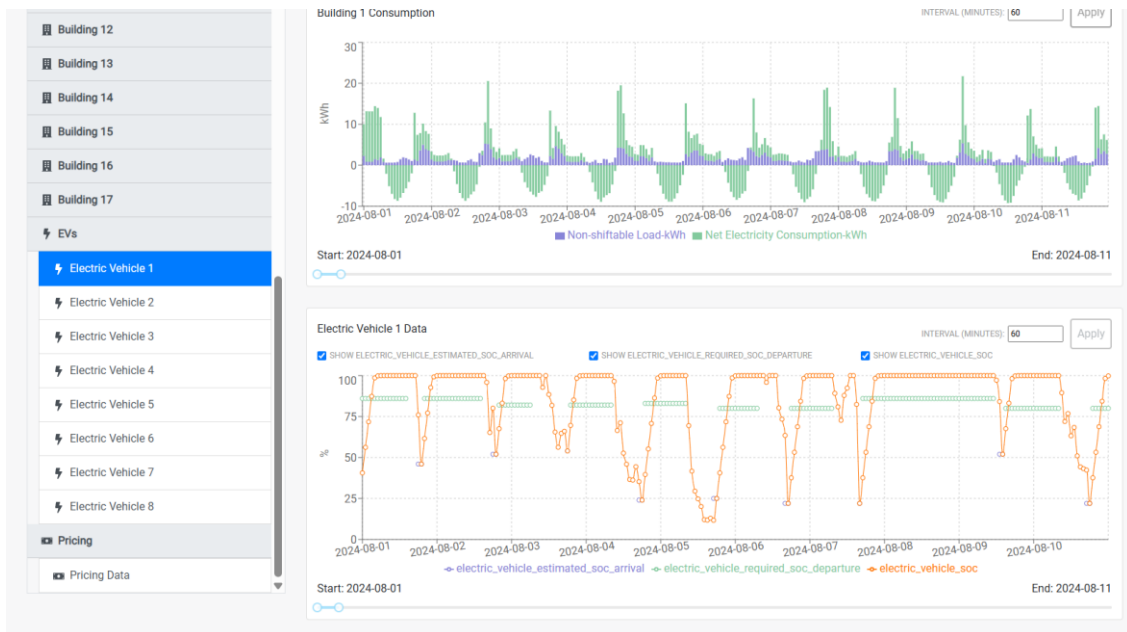 Building 12
Building 13
Building 14
Building 15
Building 16
Building 17
EVs
Electric Vehicle 1
Electric Vehicle 2
Electric Vehicle 3
Electric Vehicle 4
Electric Vehicle 5
Electric Vehicle 6
Electric Vehicle 7
Electric Vehicle 8
Pricing
Pricing Data
Building 1 Consumption
INTERVAL (MINUTES): 60 Apply
30
20
10
0
-10
kWh
2024-08-01 2024-08-02 2024-08-03 2024-08-04 2024-08-05 2024-08-06 2024-08-07 2024-08-08 2024-08-09 2024-08-10 2024-08-11
Non-shiftable Load-kWh Net Electricity Consumption-kWh
Start: 2024-08-01 End: 2024-08-11
Electric Vehicle 1 Data
INTERVAL (MINUTES): 60 Apply
SHOW ELECTRIC_VEHICLE_ESTIMATED_SOC_ARRIVAL SHOW ELECTRIC_VEHICLE_REQUIRED_SOC_DEPARTURE SHOW ELECTRIC_VEHICLE_SOC
100
75
50
25
0
%
2024-08-01 2024-08-02 2024-08-03 2024-08-04 2024-08-05 2024-08-06 2024-08-07 2024-08-08 2024-08-09 2024-08-10
electric_vehicle_estimated_soc_arrival electric_vehicle_required_soc_departure electric_vehicle_soc
Start: 2024-08-01 End: 2024-08-11